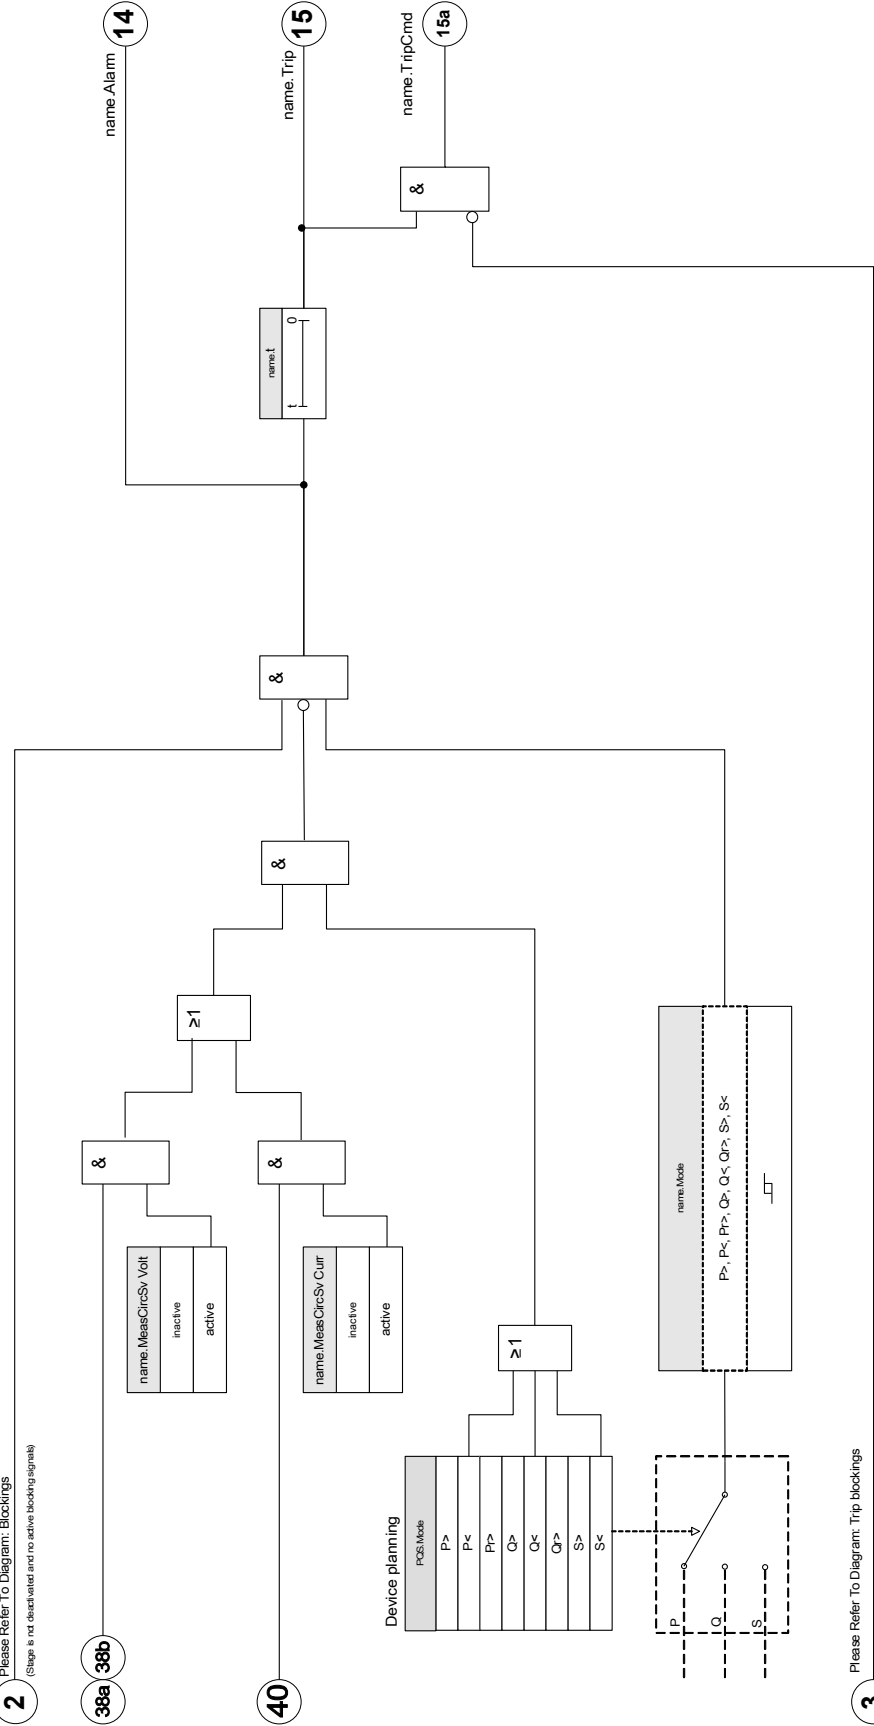 2
Please Refer To Diagram: Blockings
(Stage is not deactivated and no active blocking signals)
14
name.Alarm
38a
38b
&
name.MeasCircSv Volt
inactive
active
≥1
&
15
name.Trip
name.t
t
0
40
&
name.MeasCircSv Curr
inactive
active
&
15a
name.TripCmd
&
Device planning
PQS.Mode
P>
P<
Pr>
Q>
Q<
Qr>
S>
S<
≥1
P
Q
S
name.Mode
P>, P<, Pr>, Q>, Q<, Qr>, S>, S<
3
Please Refer To Diagram: Trip blockings